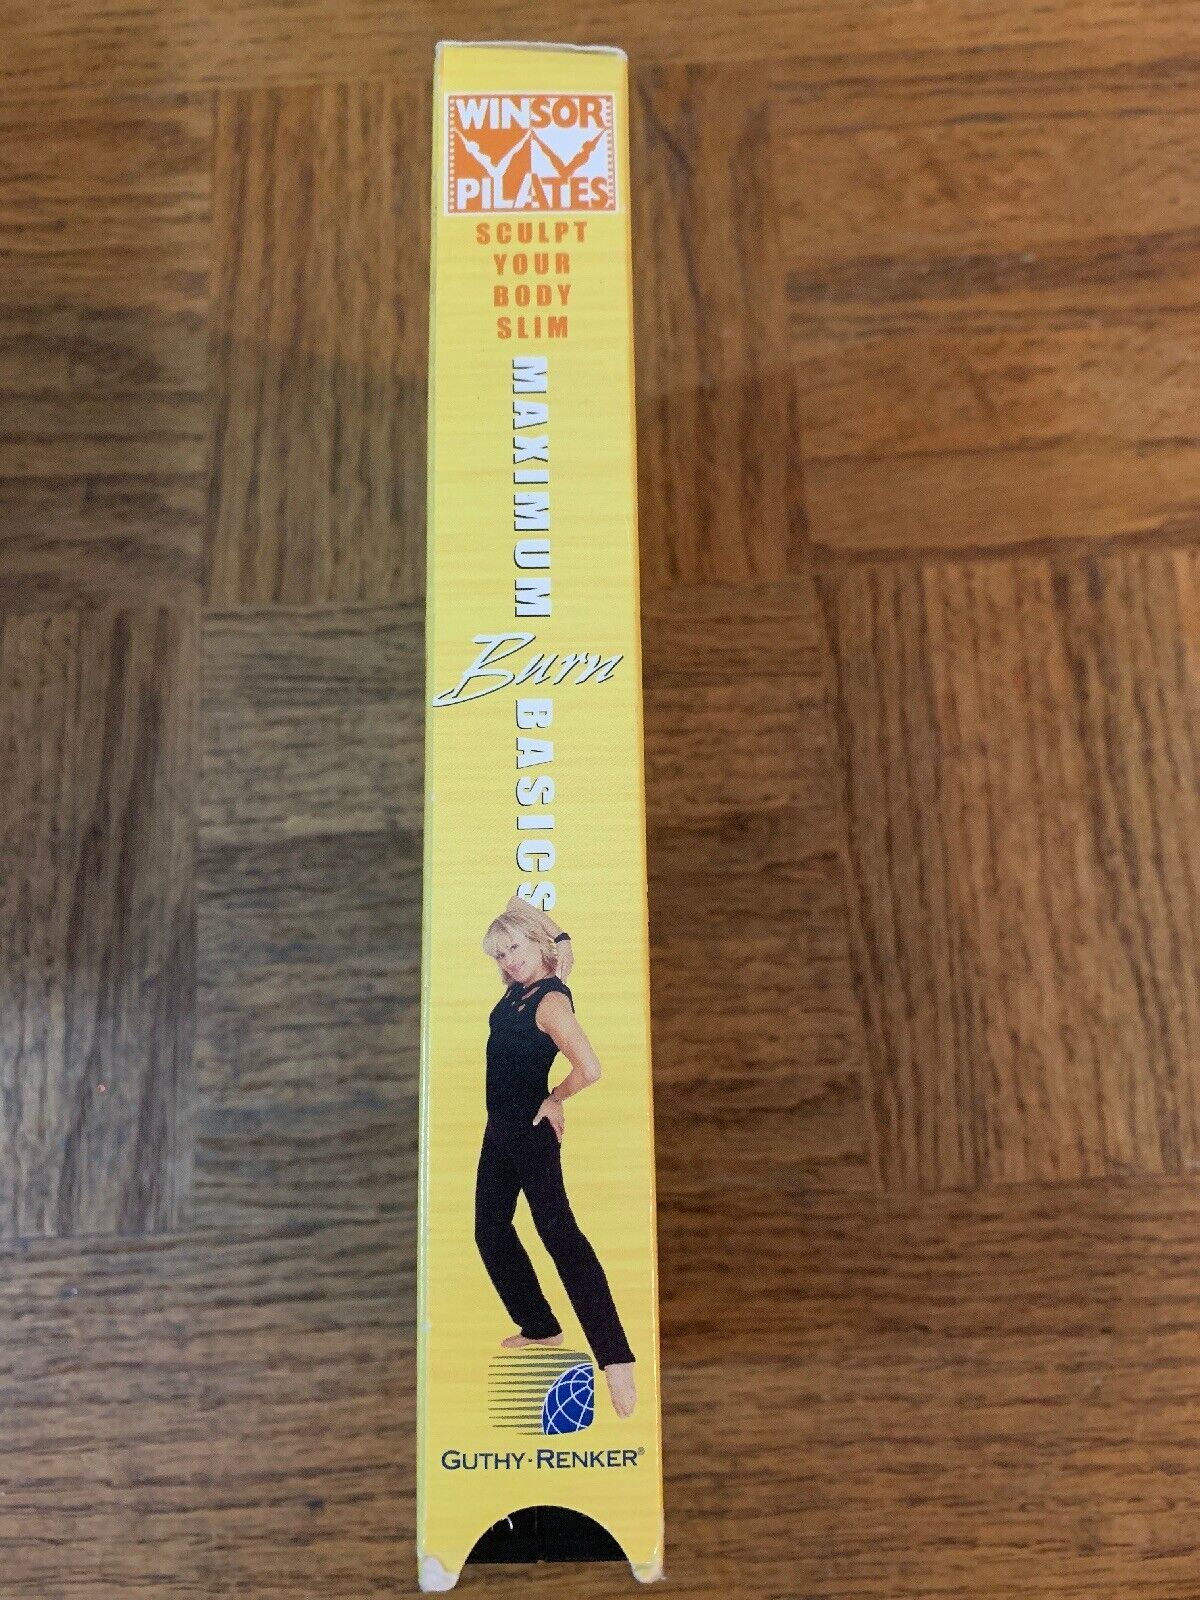 WINSOR
PILATES
SCULPT
YOUR
BODY
SLIM
MAXIMUM
Burn
BASICS
GUTHY-RENKER®